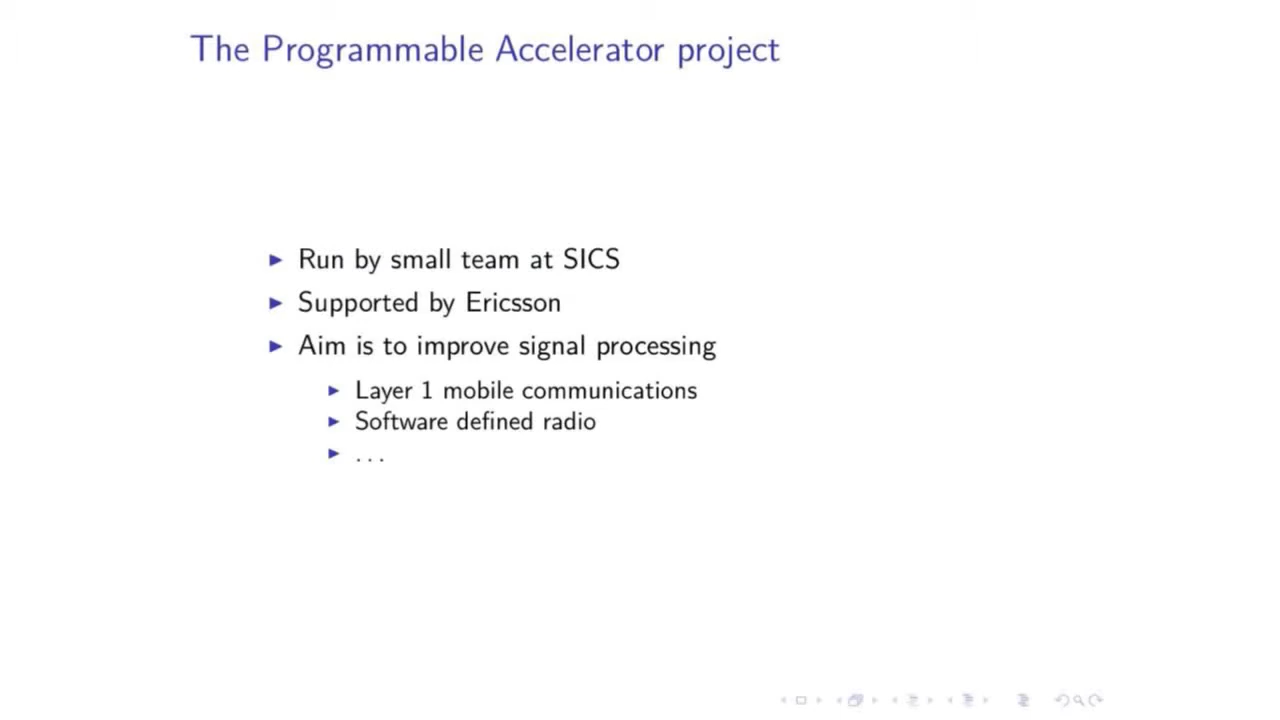 The Programmable Accelerator project
▶ Run by small team at SICS
▶ Supported by Ericsson
▶ Aim is to improve signal processing
▶ Layer 1 mobile communications
▶ Software defined radio
▶ ...